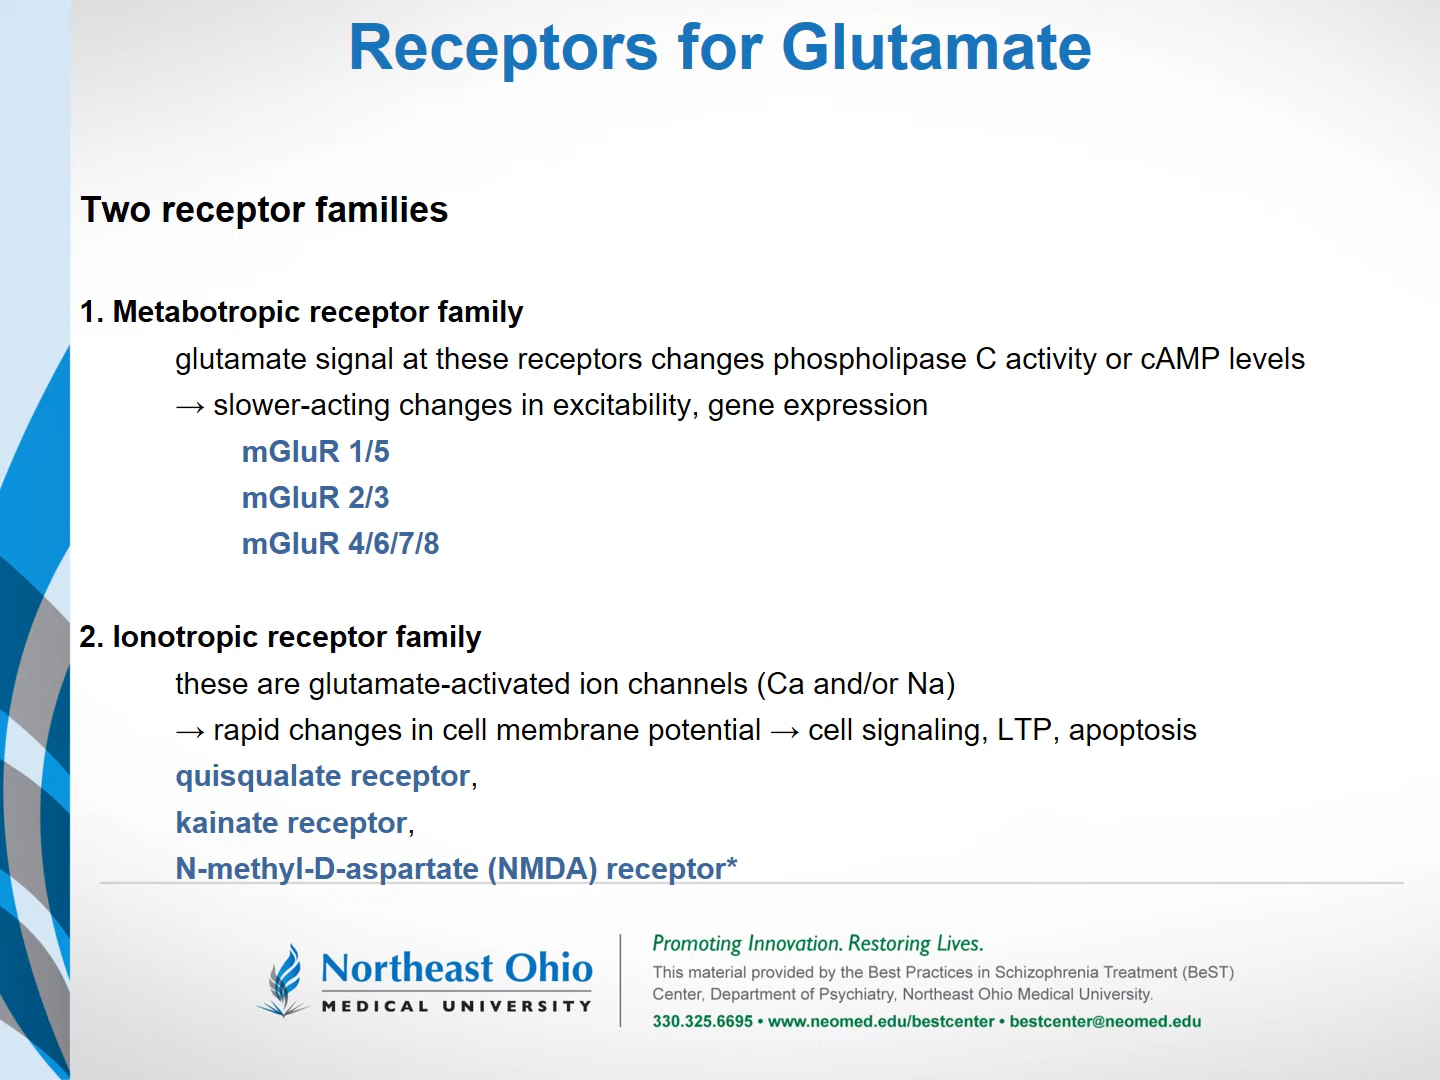 Receptors for Glutamate
Two receptor families
1. Metabotropic receptor family
glutamate signal at these receptors changes phospholipase C activity or cAMP levels
→ slower-acting changes in excitability, gene expression
mGluR 1/5
mGluR 2/3
mGluR 4/6/7/8
2. Ionotropic receptor family
these are glutamate-activated ion channels (Ca and/or Na)
→ rapid changes in cell membrane potential → cell signaling, LTP, apoptosis
quisqualate receptor,
kainate receptor,
N-methyl-D-aspartate (NMDA) receptor*
Northeast Ohio
MEDICAL UNIVERSITY
Promoting Innovation. Restoring Lives.
This material provided by the Best Practices in Schizophrenia Treatment (BeST)
Center, Department of Psychiatry, Northeast Ohio Medical University.
330.325.6695 • www.neomed.edu/bestcenter • bestcenter@neomed.edu